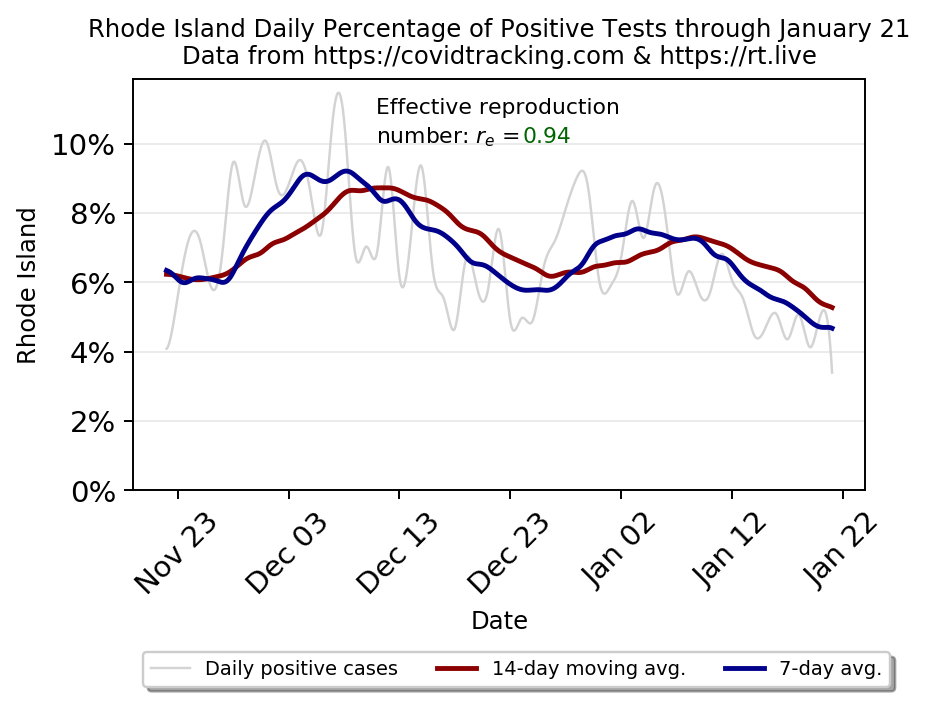 Rhode Island Daily Percentage of Positive Tests through January 21
Data from https://covidtracking.com & https://rt.live
Effective reproduction
number: rₑ =0.94
10%
8%
6%
4%
2%
0%
Rhode Island
Nov 23
Dec 03
Dec 13
Dec 23
Jan 02
Jan 12
Jan 22
Date
Daily positive cases
14-day moving avg.
7-day avg.